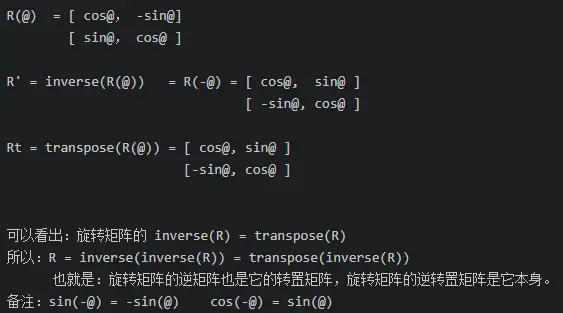 R(@)  = [ cos@,  -sin@]
[ sin@,  cos@ ]
R' = inverse(R(@))   = R(-@) = [ cos@,  sin@ ]
[ -sin@, cos@ ]
Rt = transpose(R(@)) = [ cos@, sin@ ]
[-sin@, cos@ ]
可以看出：旋转矩阵的 inverse(R) = transpose(R)
所以：R = inverse(inverse(R)) = transpose(inverse(R))
也就是：旋转矩阵的逆矩阵也是它的转置矩阵，旋转矩阵的逆转置矩阵是它本身。
备注：sin(-@) = -sin(@)    cos(-@) = sin(@)